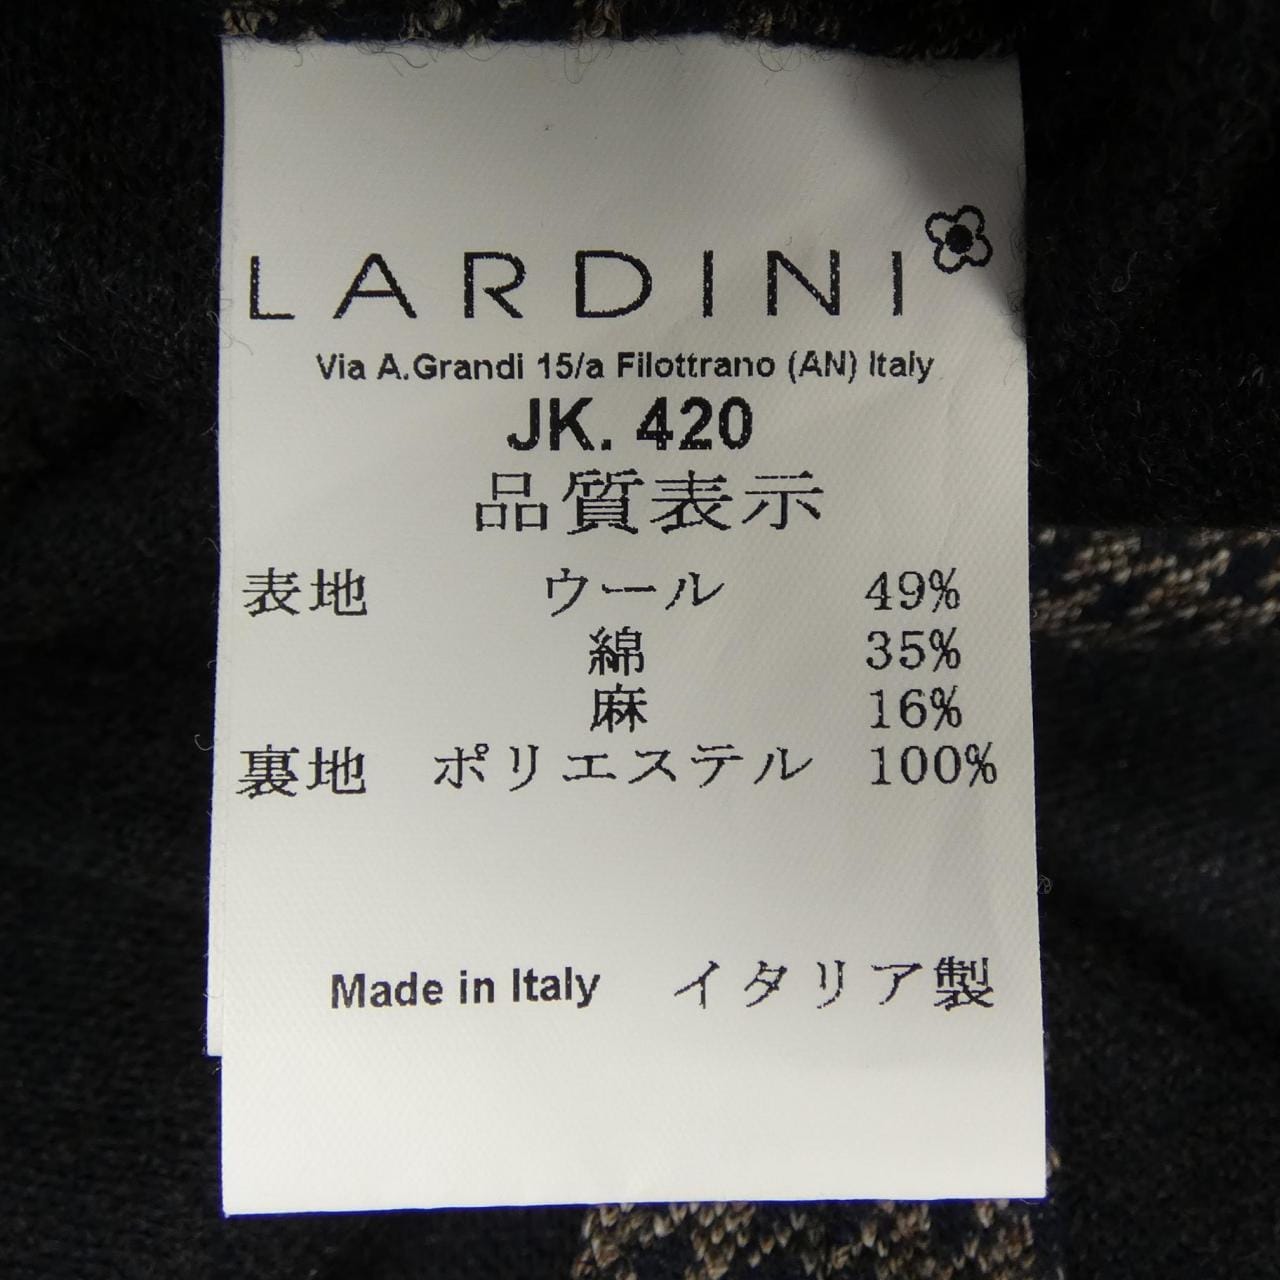 LARDINI
Via A.Grandi 15/a Filottrano (AN) Italy
JK. 420
品質表示
表地 ウール 49%
綿 35%
麻 16%
裏地 ポリエステル 100%
Made in Italy イタリア製